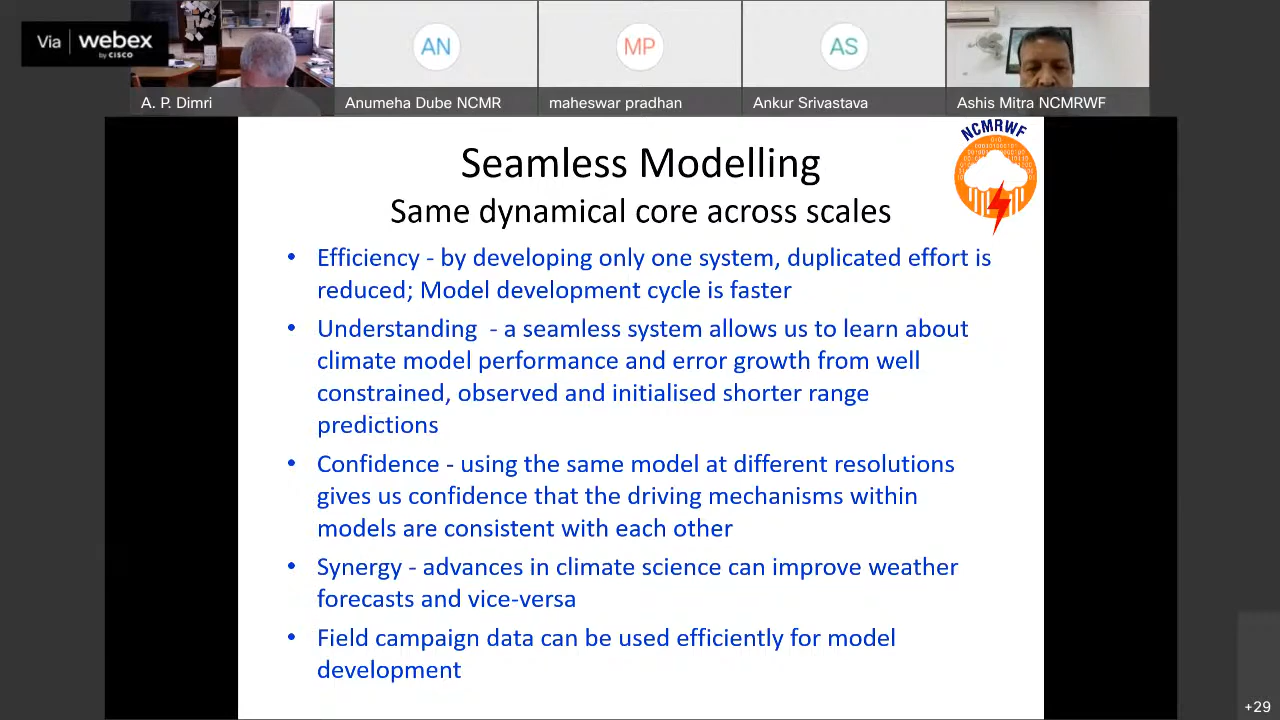 Via webex
by CISCO
AN
MP
AS
A. P. Dimri
Anumeha Dube NCMR
maheswar pradhan
Ankur Srivastava
Ashis Mitra NCMRWF
NCMRWF
Seamless Modelling
Same dynamical core across scales
• Efficiency - by developing only one system, duplicated effort is
reduced; Model development cycle is faster
• Understanding - a seamless system allows us to learn about
climate model performance and error growth from well
constrained, observed and initialised shorter range
predictions
• Confidence - using the same model at different resolutions
gives us confidence that the driving mechanisms within
models are consistent with each other
• Synergy - advances in climate science can improve weather
forecasts and vice-versa
• Field campaign data can be used efficiently for model
development
+29